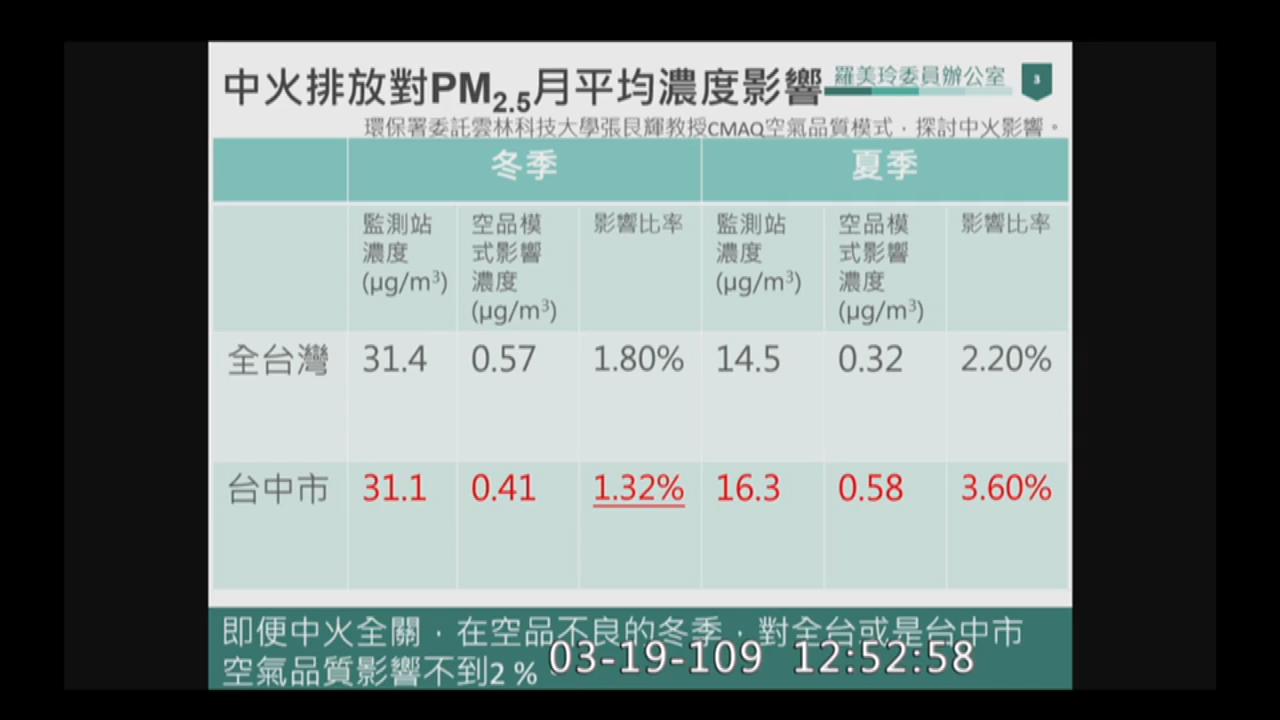 中火排放對PM2.5月平均濃度影響
羅美玲委員辦公室
3
環保署委託雲林科技大學張艮輝教授CMAQ空氣品質模式，探討中火影響。
冬季 夏季
監測站濃度(μg/m³) 空品模式影響濃度(μg/m³) 影響比率 監測站濃度(μg/m³) 空品模式影響濃度(μg/m³) 影響比率
全台灣 31.4 0.57 1.80% 14.5 0.32 2.20%
台中市 31.1 0.41 1.32% 16.3 0.58 3.60%
即便中火全關，在空品不良的冬季，對全台或是台中市
空氣品質影響不到2％。
03-19-109 12:52:58